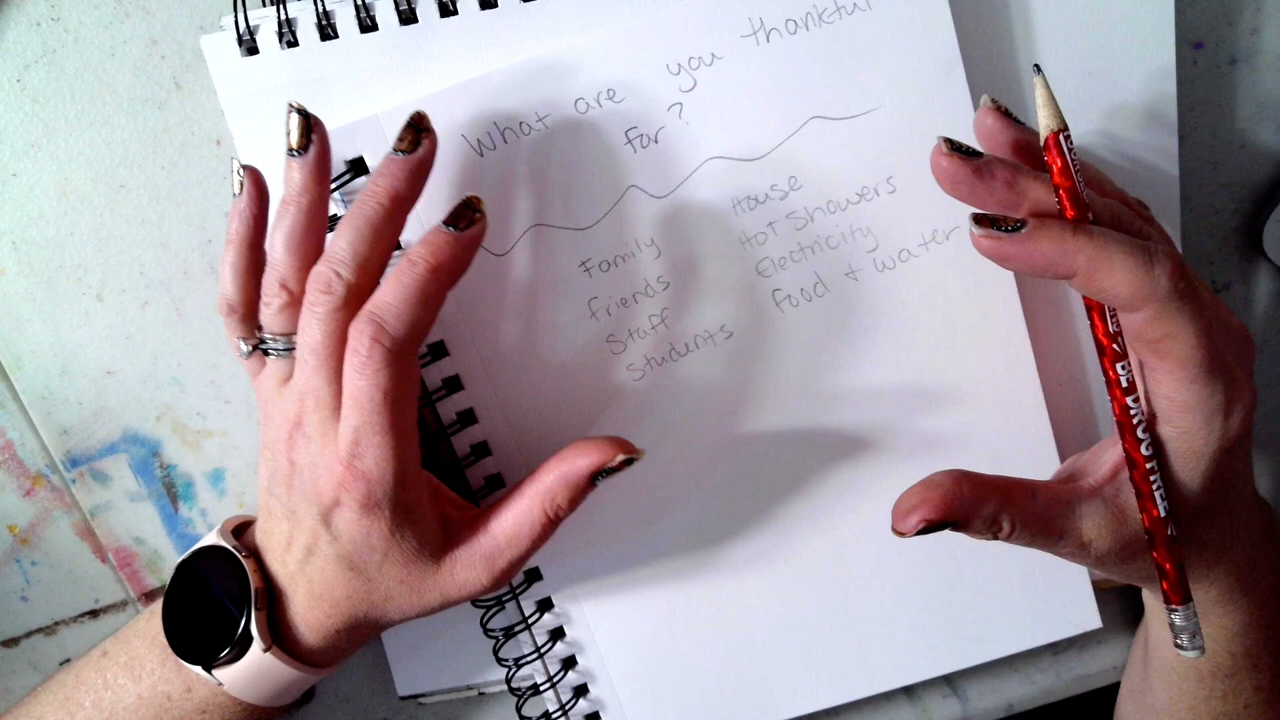 What are you thankful
for?
Family
friends
Staff
Students
House
Hot Showers
Electricity
food + water
BE DRUG FREE